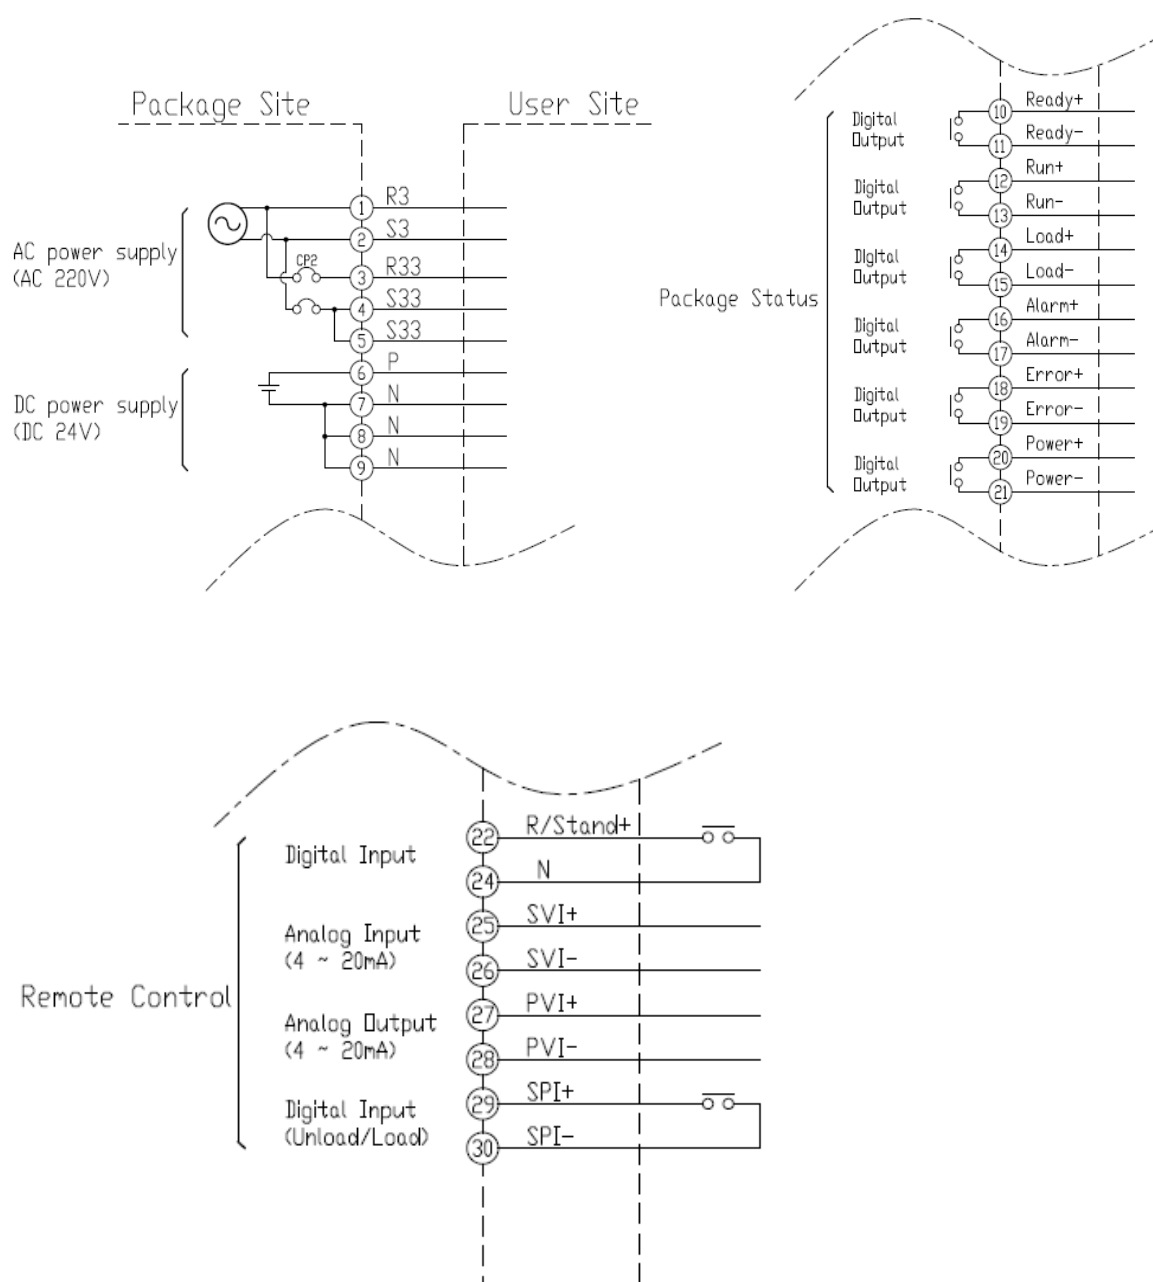 Package Site
User Site
AC power supply
(AC 220V)
1 R3
2 S3
CP2
3 R33
4 S33
5 S33
DC power supply
(DC 24V)
6 P
7 N
8 N
9 N
Package Status
Digital
Output
10 Ready+
11 Ready-
Digital
Output
12 Run+
13 Run-
Digital
Output
14 Load+
15 Load-
Digital
Output
16 Alarm+
17 Alarm-
Digital
Output
18 Error+
19 Error-
Digital
Output
20 Power+
21 Power-
Remote Control
Digital Input
22 R/Stand+
24 N
Analog Input
(4 ~ 20mA)
25 SVI+
26 SVI-
Analog Output
(4 ~ 20mA)
27 PVI+
28 PVI-
Digital Input
(Unload/Load)
29 SPI+
30 SPI-